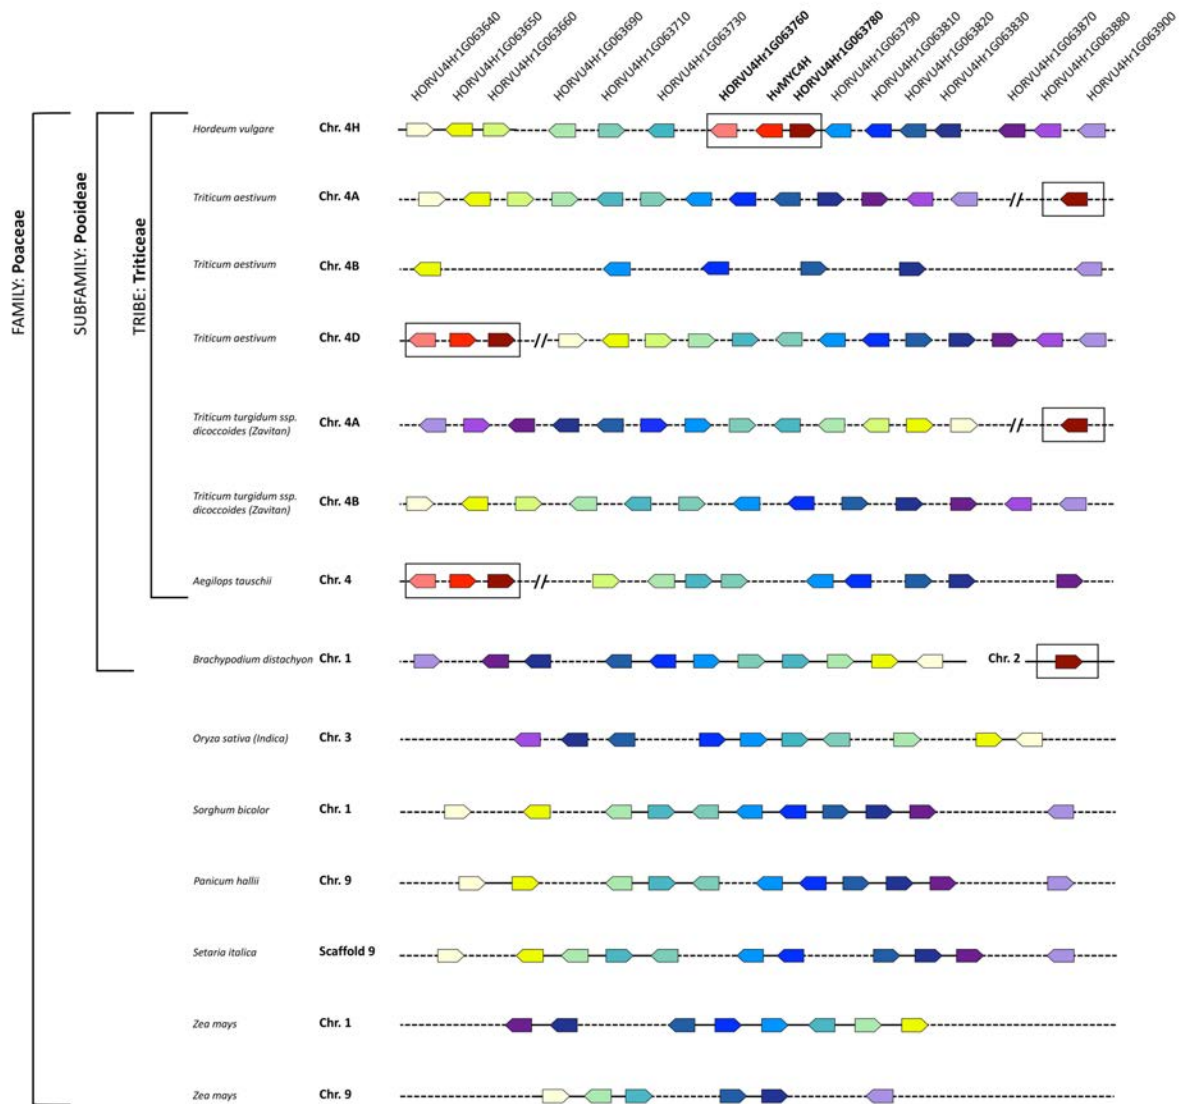 HORVU4Hr1G063640
HORVU4Hr1G063650
HORVU4Hr1G063660
HORVU4Hr1G063690
HORVU4Hr1G063710
HORVU4Hr1G063730
HORVU4Hr1G063760
HvMYC4H
HORVU4Hr1G063780
HORVU4Hr1G063790
HORVU4Hr1G063810
HORVU4Hr1G063820
HORVU4Hr1G063830
HORVU4Hr1G063870
HORVU4Hr1G063880
HORVU4Hr1G063900
FAMILY: Poaceae
SUBFAMILY: Pooideae
TRIBE: Triticeae
Hordeum vulgare Chr. 4H
Triticum aestivum Chr. 4A
Triticum aestivum Chr. 4B
Triticum aestivum Chr. 4D
Triticum turgidum ssp.
dicoccoides (Zavitan) Chr. 4A
Triticum turgidum ssp.
dicoccoides (Zavitan) Chr. 4B
Aegilops tauschii Chr. 4
Brachypodium distachyon Chr. 1 Chr. 2
Oryza sativa (Indica) Chr. 3
Sorghum bicolor Chr. 1
Panicum hallii Chr. 9
Setaria italica Scaffold 9
Zea mays Chr. 1
Zea mays Chr. 9